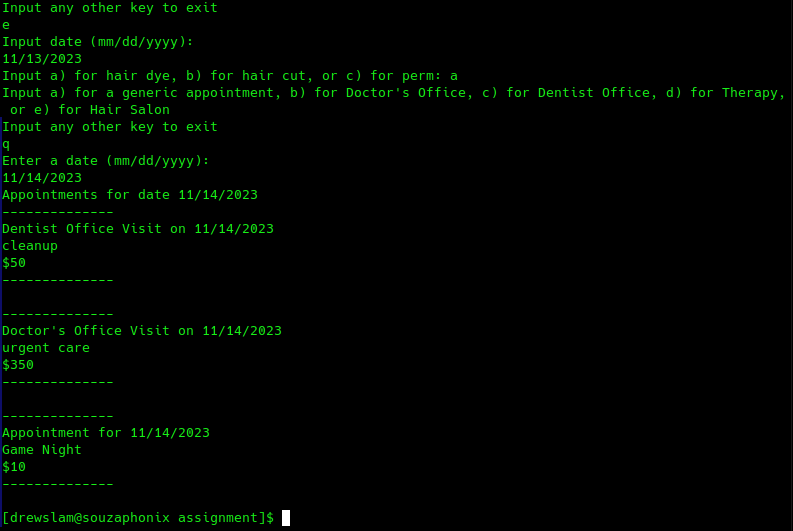 Input any other key to exit
e
Input date (mm/dd/yyyy):
11/13/2023
Input a) for hair dye, b) for hair cut, or c) for perm: a
Input a) for a generic appointment, b) for Doctor's Office, c) for Dentist Office, d) for Therapy,
 or e) for Hair Salon
Input any other key to exit
q
Enter a date (mm/dd/yyyy):
11/14/2023
Appointments for date 11/14/2023
--------------
Dentist Office Visit on 11/14/2023
cleanup
$50
--------------

--------------
Doctor's Office Visit on 11/14/2023
urgent care
$350
--------------

--------------
Appointment for 11/14/2023
Game Night
$10
--------------

[drewslam@souzaphonix assignment]$